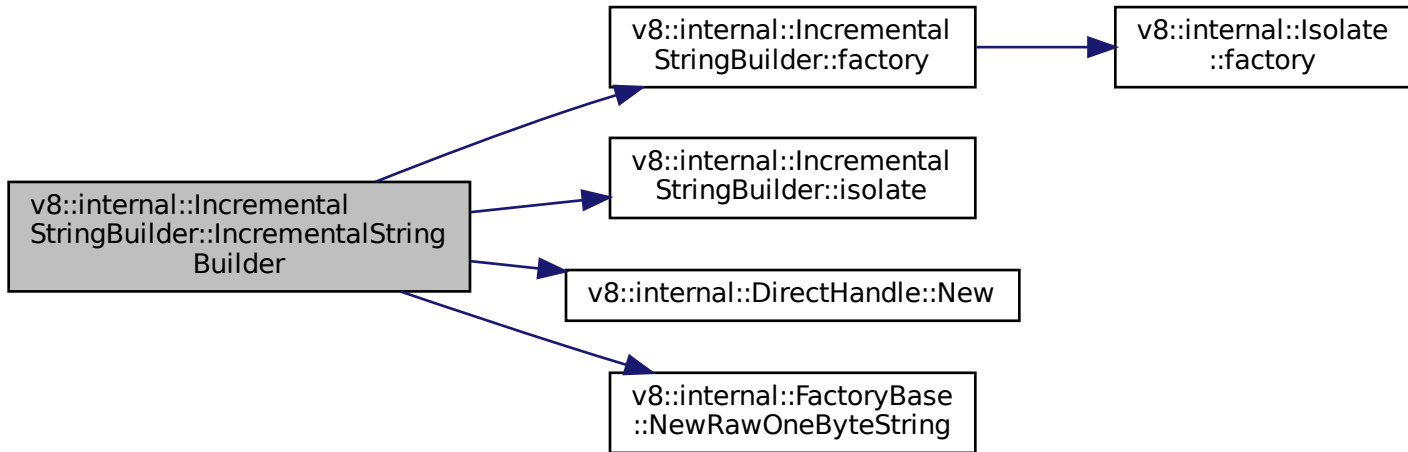 v8::internal::Incremental
StringBuilder::IncrementalString
Builder
v8::internal::Incremental
StringBuilder::factory
v8::internal::Isolate
::factory
v8::internal::Incremental
StringBuilder::isolate
v8::internal::DirectHandle::New
v8::internal::FactoryBase
::NewRawOneByteString